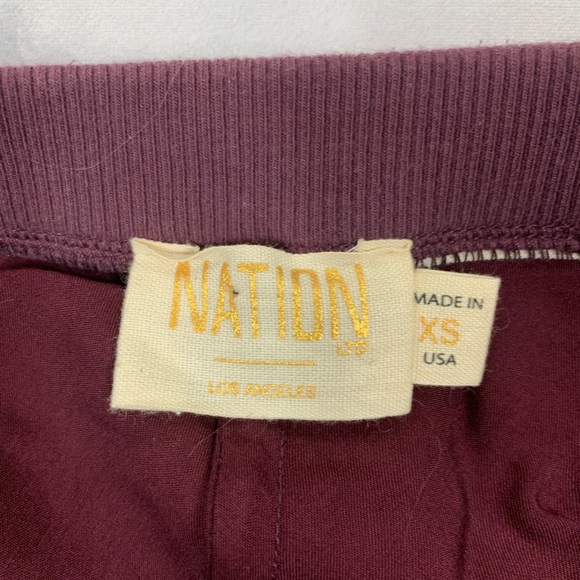 NATION
LTD
LOS ANGELES
MADE IN
XS
USA